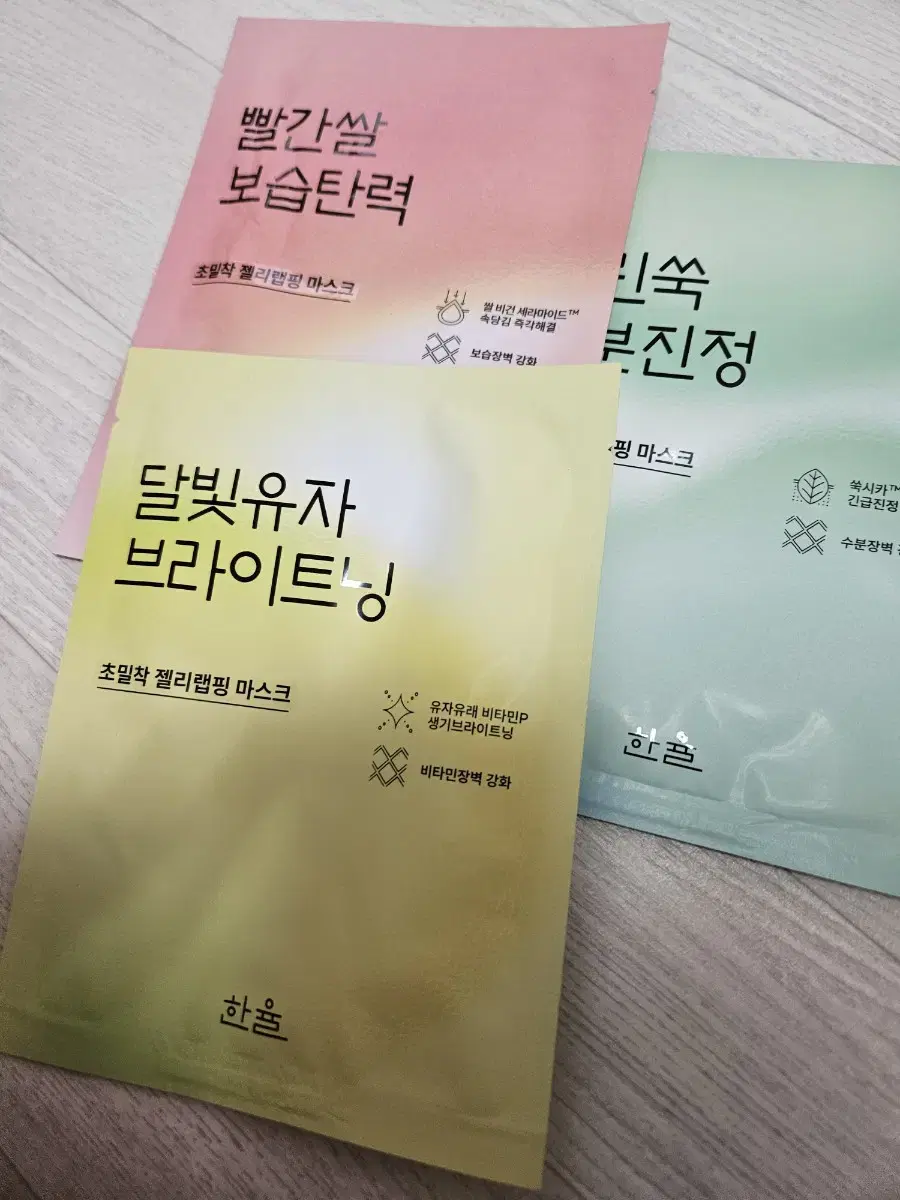 빨간쌀
보습탄력
초밀착 젤리랩핑 마스크
쌀 비건 세라마이드™
속당김 즉각해결
보습장벽 강화
쑥
진정
핑 마스크
쑥시카™
긴급진정
수분장벽
한율
달빛유자
브라이트닝
초밀착 젤리랩핑 마스크
유자유래 비타민P
생기브라이트닝
비타민장벽 강화
한율